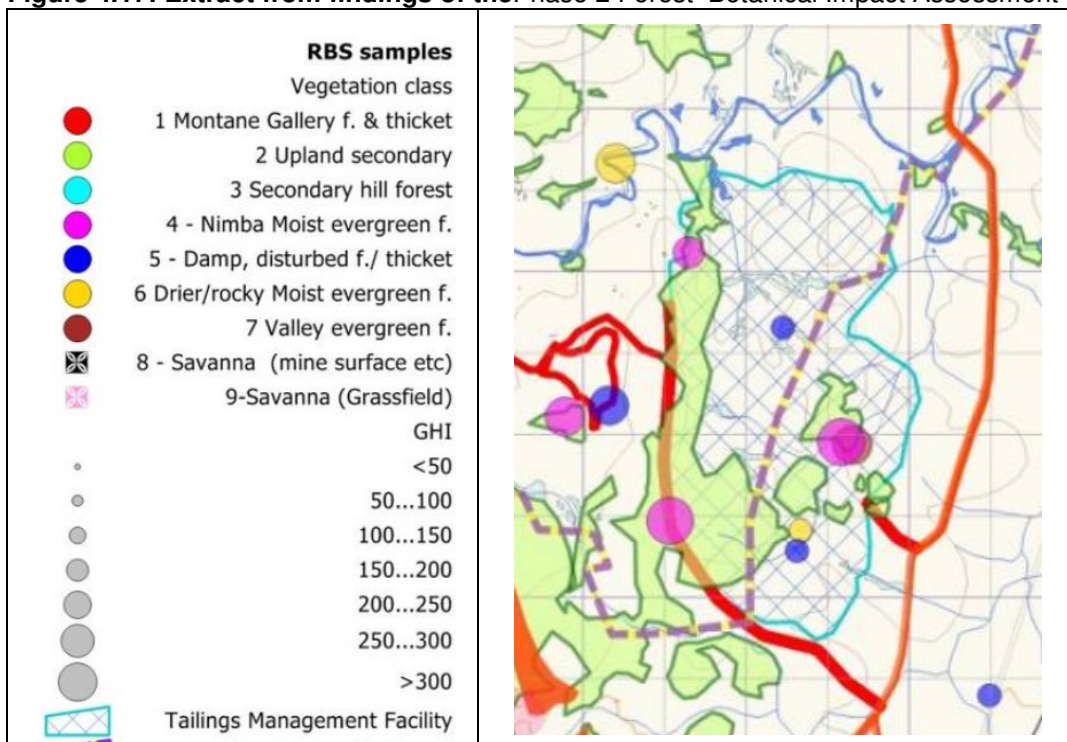 Figure 4.17: Extract from findings of the Phase 2 Forest Botanical Impact Assessment
RBS samples
Vegetation class
1 Montane Gallery f. & thicket
2 Upland secondary
3 Secondary hill forest
4 - Nimba Moist evergreen f.
5 - Damp, disturbed f./ thicket
6 Drier/rocky Moist evergreen f.
7 Valley evergreen f.
8 - Savanna (mine surface etc)
9-Savanna (Grassfield)
GHI
<50
50...100
100...150
150...200
200...250
250...300
>300
Tailings Management Facility